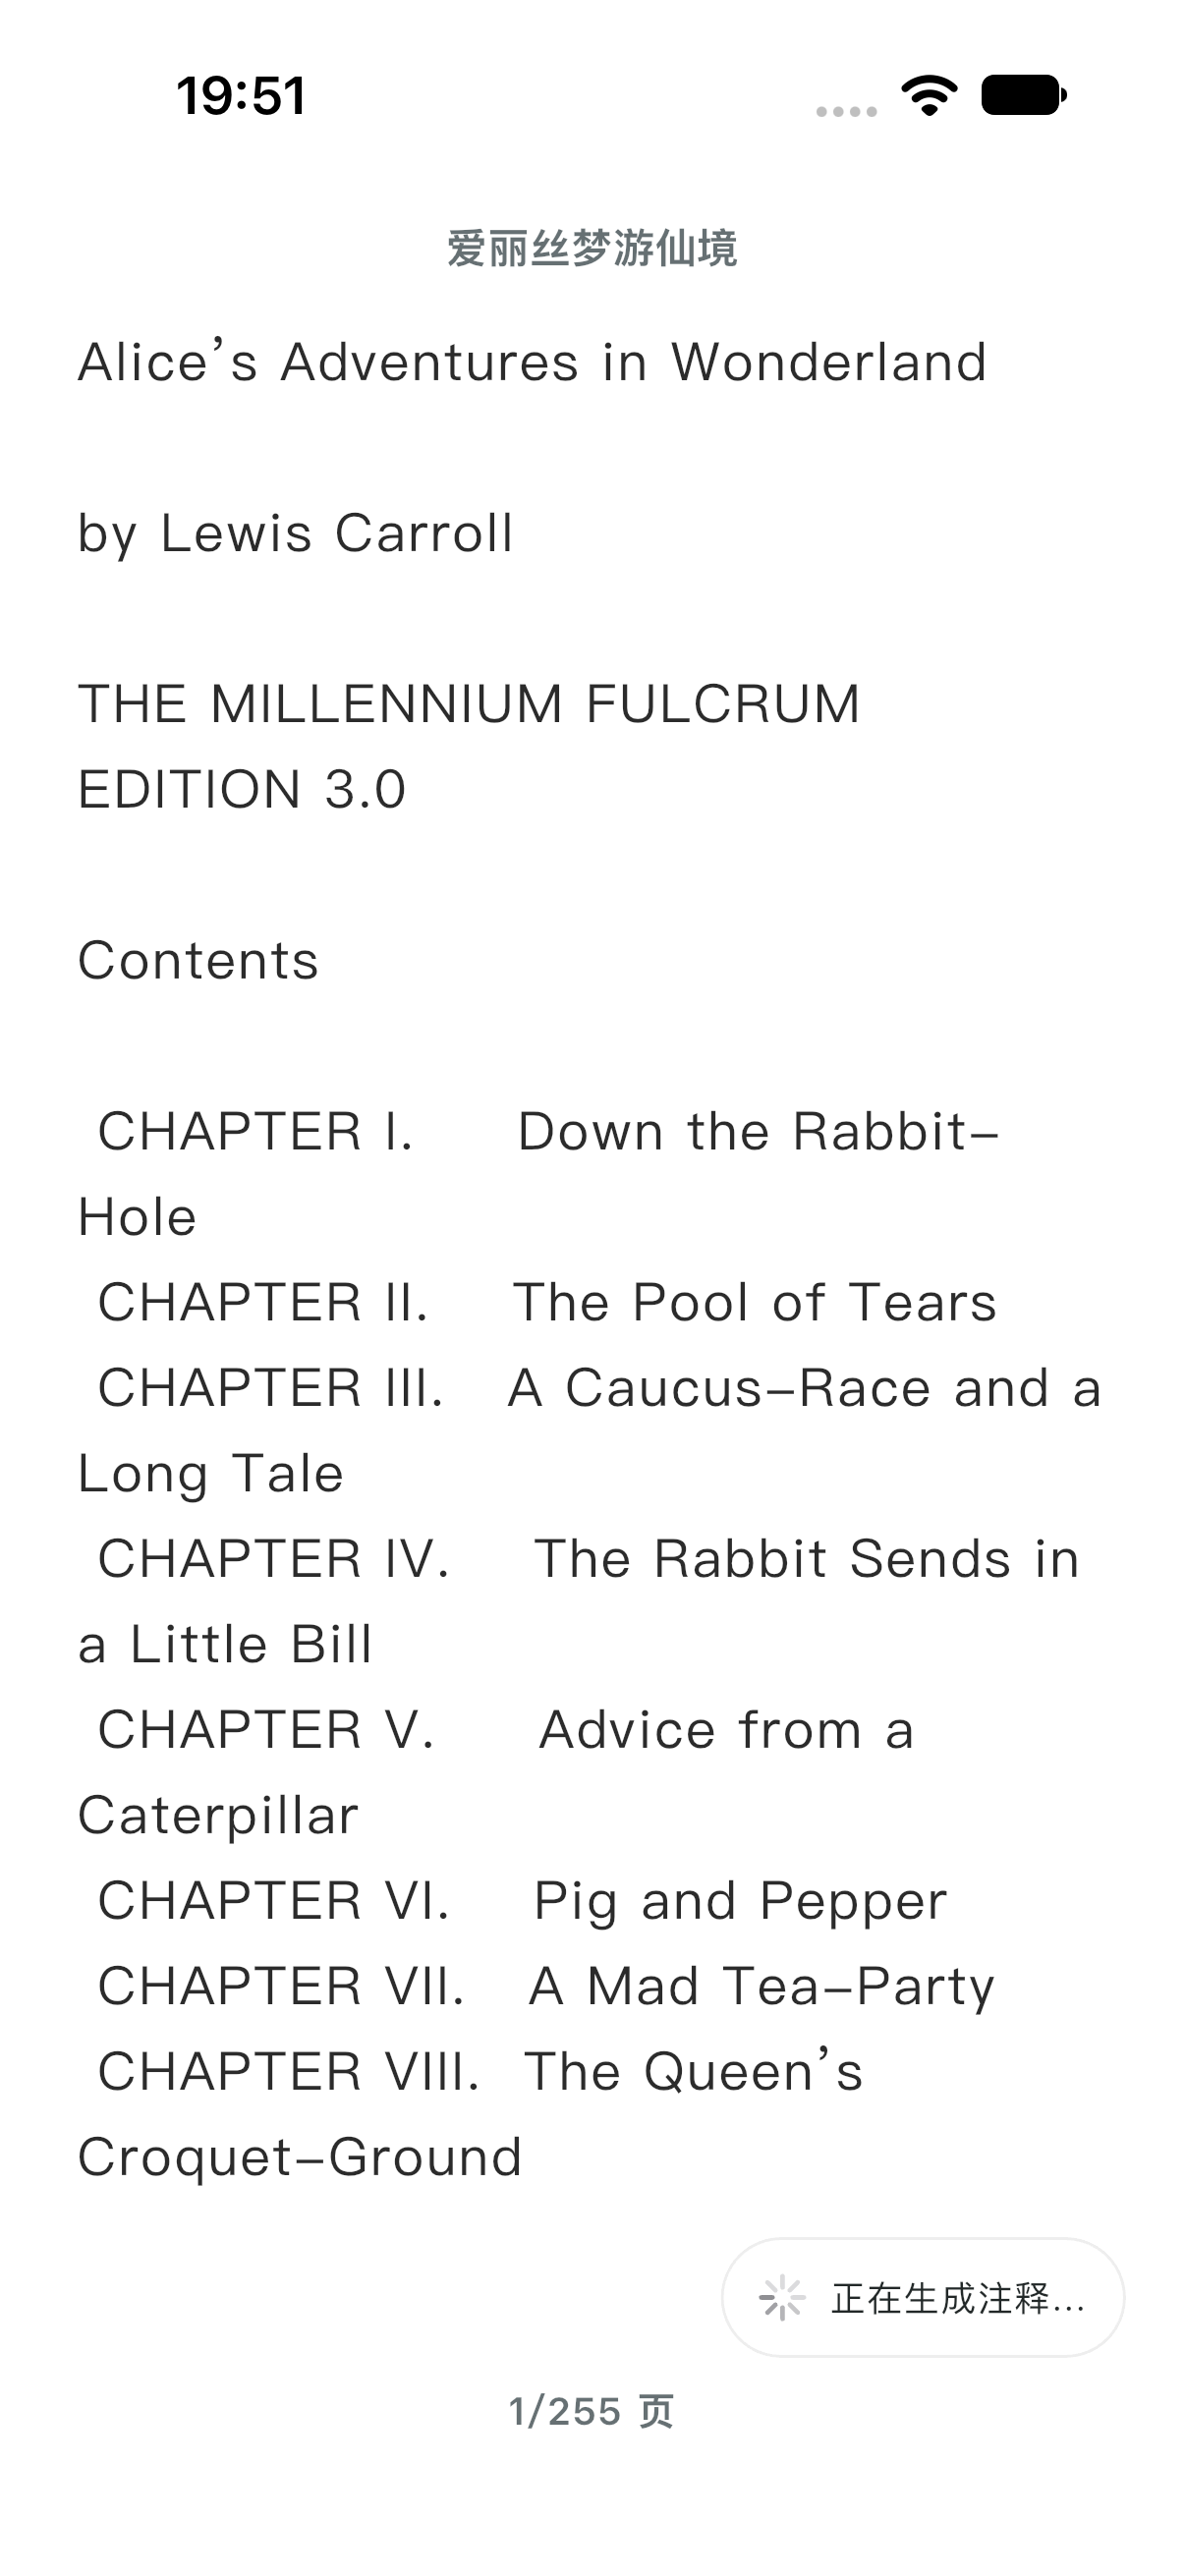 19:51
爱丽丝梦游仙境
Alice’s Adventures in Wonderland
by Lewis Carroll
THE MILLENNIUM FULCRUM
EDITION 3.0
Contents
CHAPTER I.     Down the Rabbit-
Hole
CHAPTER II.    The Pool of Tears
CHAPTER III.   A Caucus-Race and a
Long Tale
CHAPTER IV.    The Rabbit Sends in
a Little Bill
CHAPTER V.     Advice from a
Caterpillar
CHAPTER VI.    Pig and Pepper
CHAPTER VII.   A Mad Tea-Party
CHAPTER VIII.  The Queen’s
Croquet-Ground
正在生成注释...
1/255 页